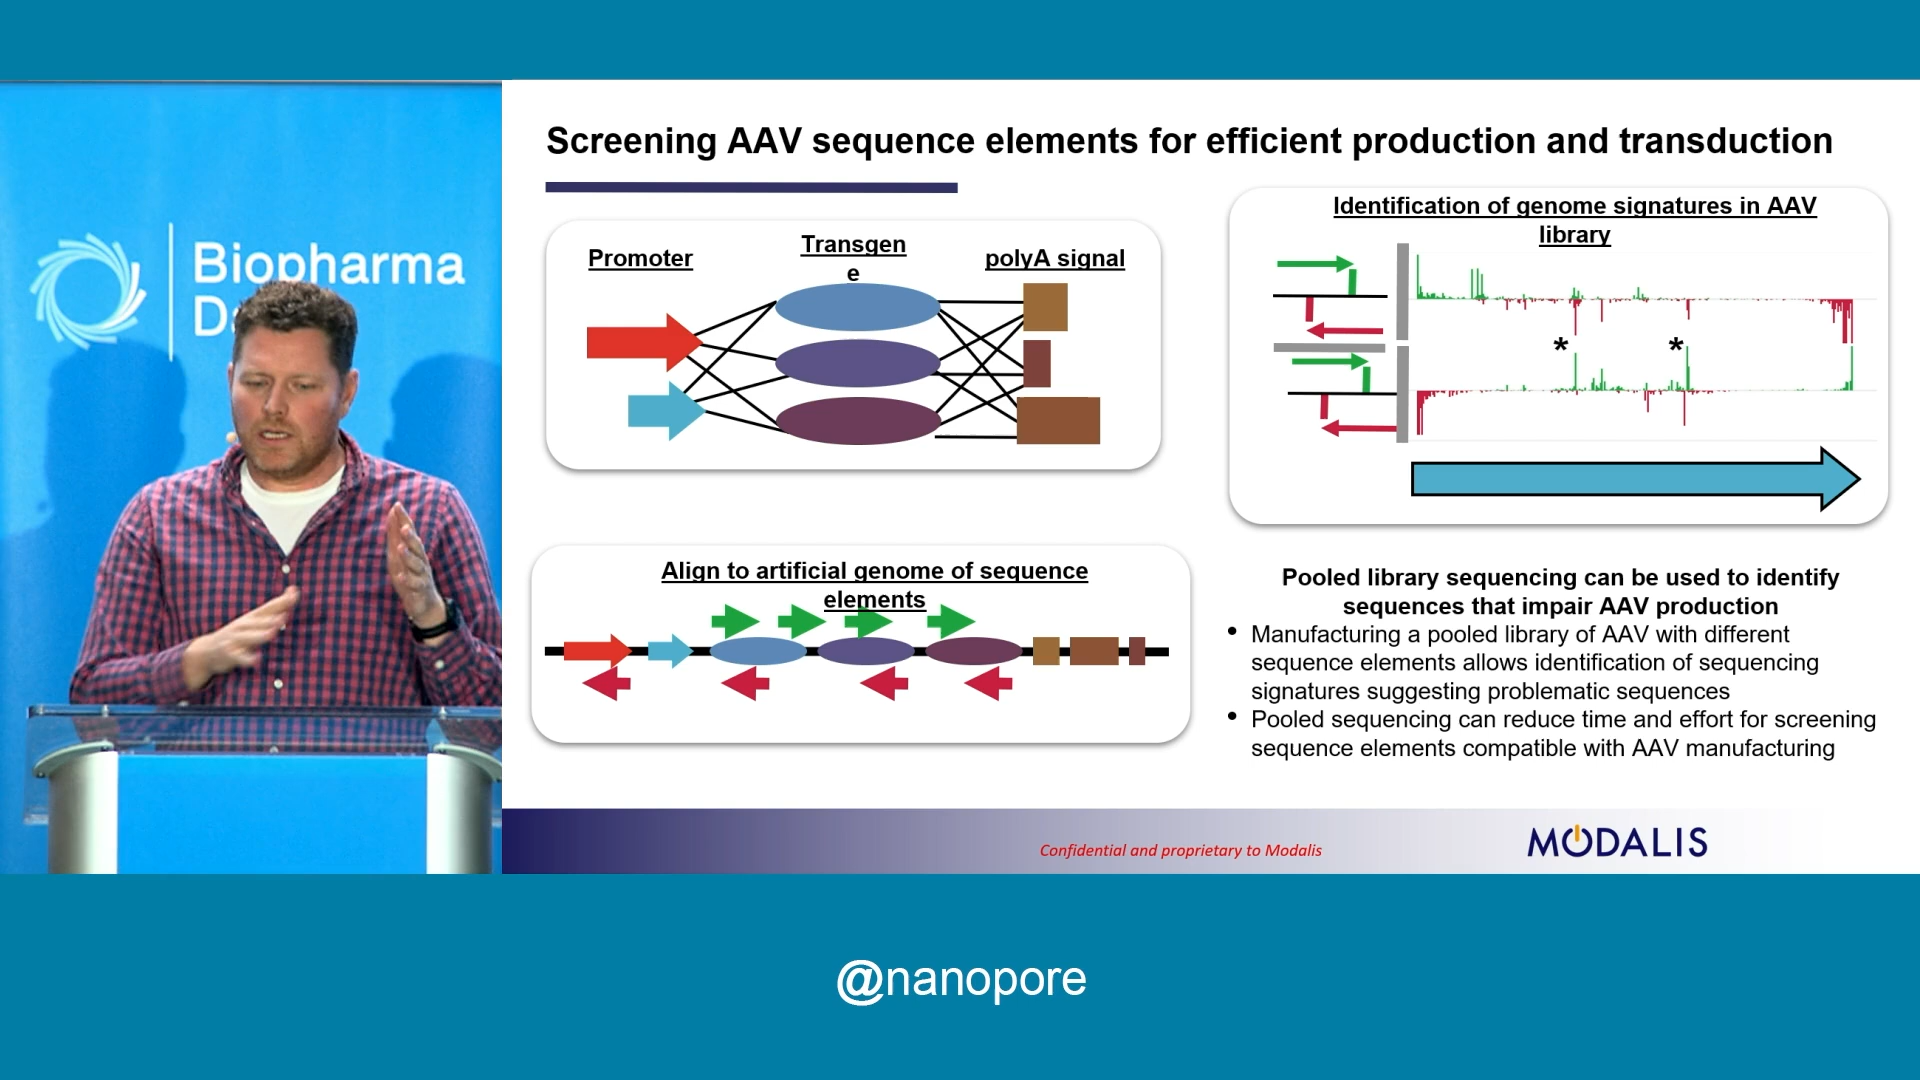 Biopharma
D
Screening AAV sequence elements for efficient production and transduction
Promoter
Transgen
e
polyA signal
Identification of genome signatures in AAV
library
*
*
Align to artificial genome of sequence
elements
Pooled library sequencing can be used to identify
sequences that impair AAV production
• Manufacturing a pooled library of AAV with different
sequence elements allows identification of sequencing
signatures suggesting problematic sequences
• Pooled sequencing can reduce time and effort for screening
sequence elements compatible with AAV manufacturing
Confidential and proprietary to Modalis
MODALIS
@nanopore